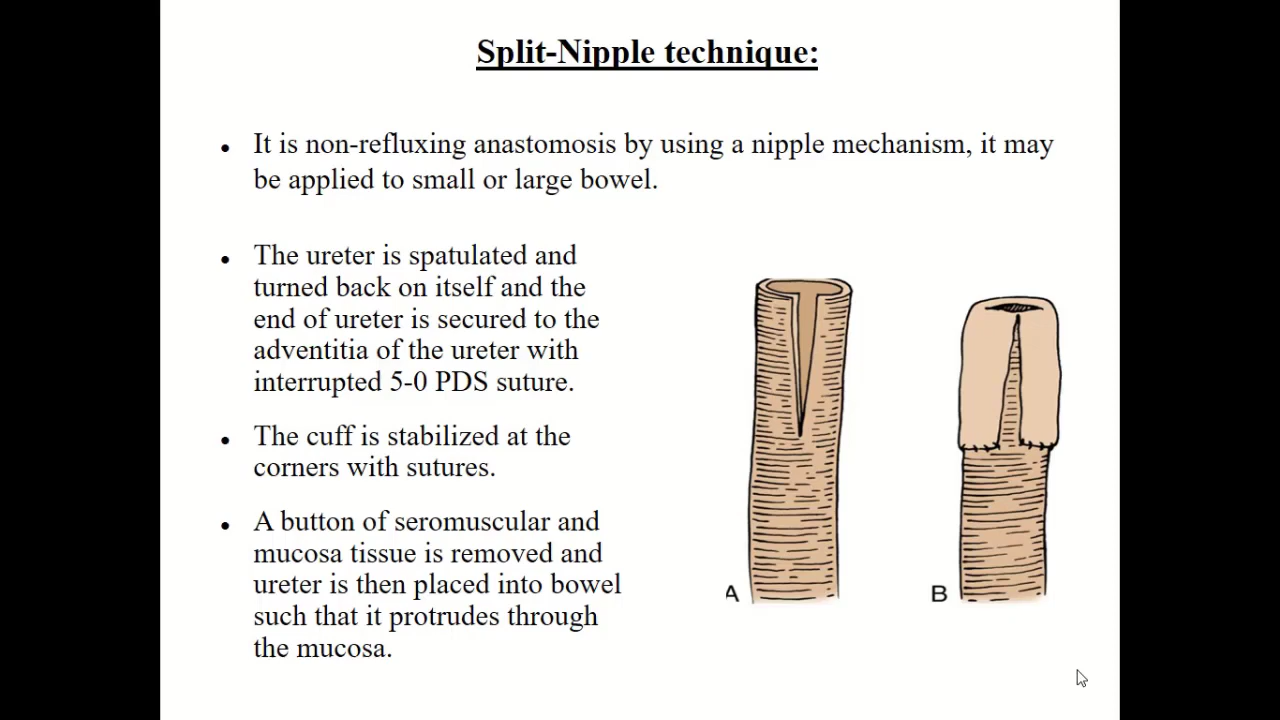 Split-Nipple technique:
• It is non-refluxing anastomosis by using a nipple mechanism, it may
be applied to small or large bowel.
• The ureter is spatulated and
turned back on itself and the
end of ureter is secured to the
adventitia of the ureter with
interrupted 5-0 PDS suture.
• The cuff is stabilized at the
corners with sutures.
• A button of seromuscular and
mucosa tissue is removed and
ureter is then placed into bowel
such that it protrudes through
the mucosa.
A
B